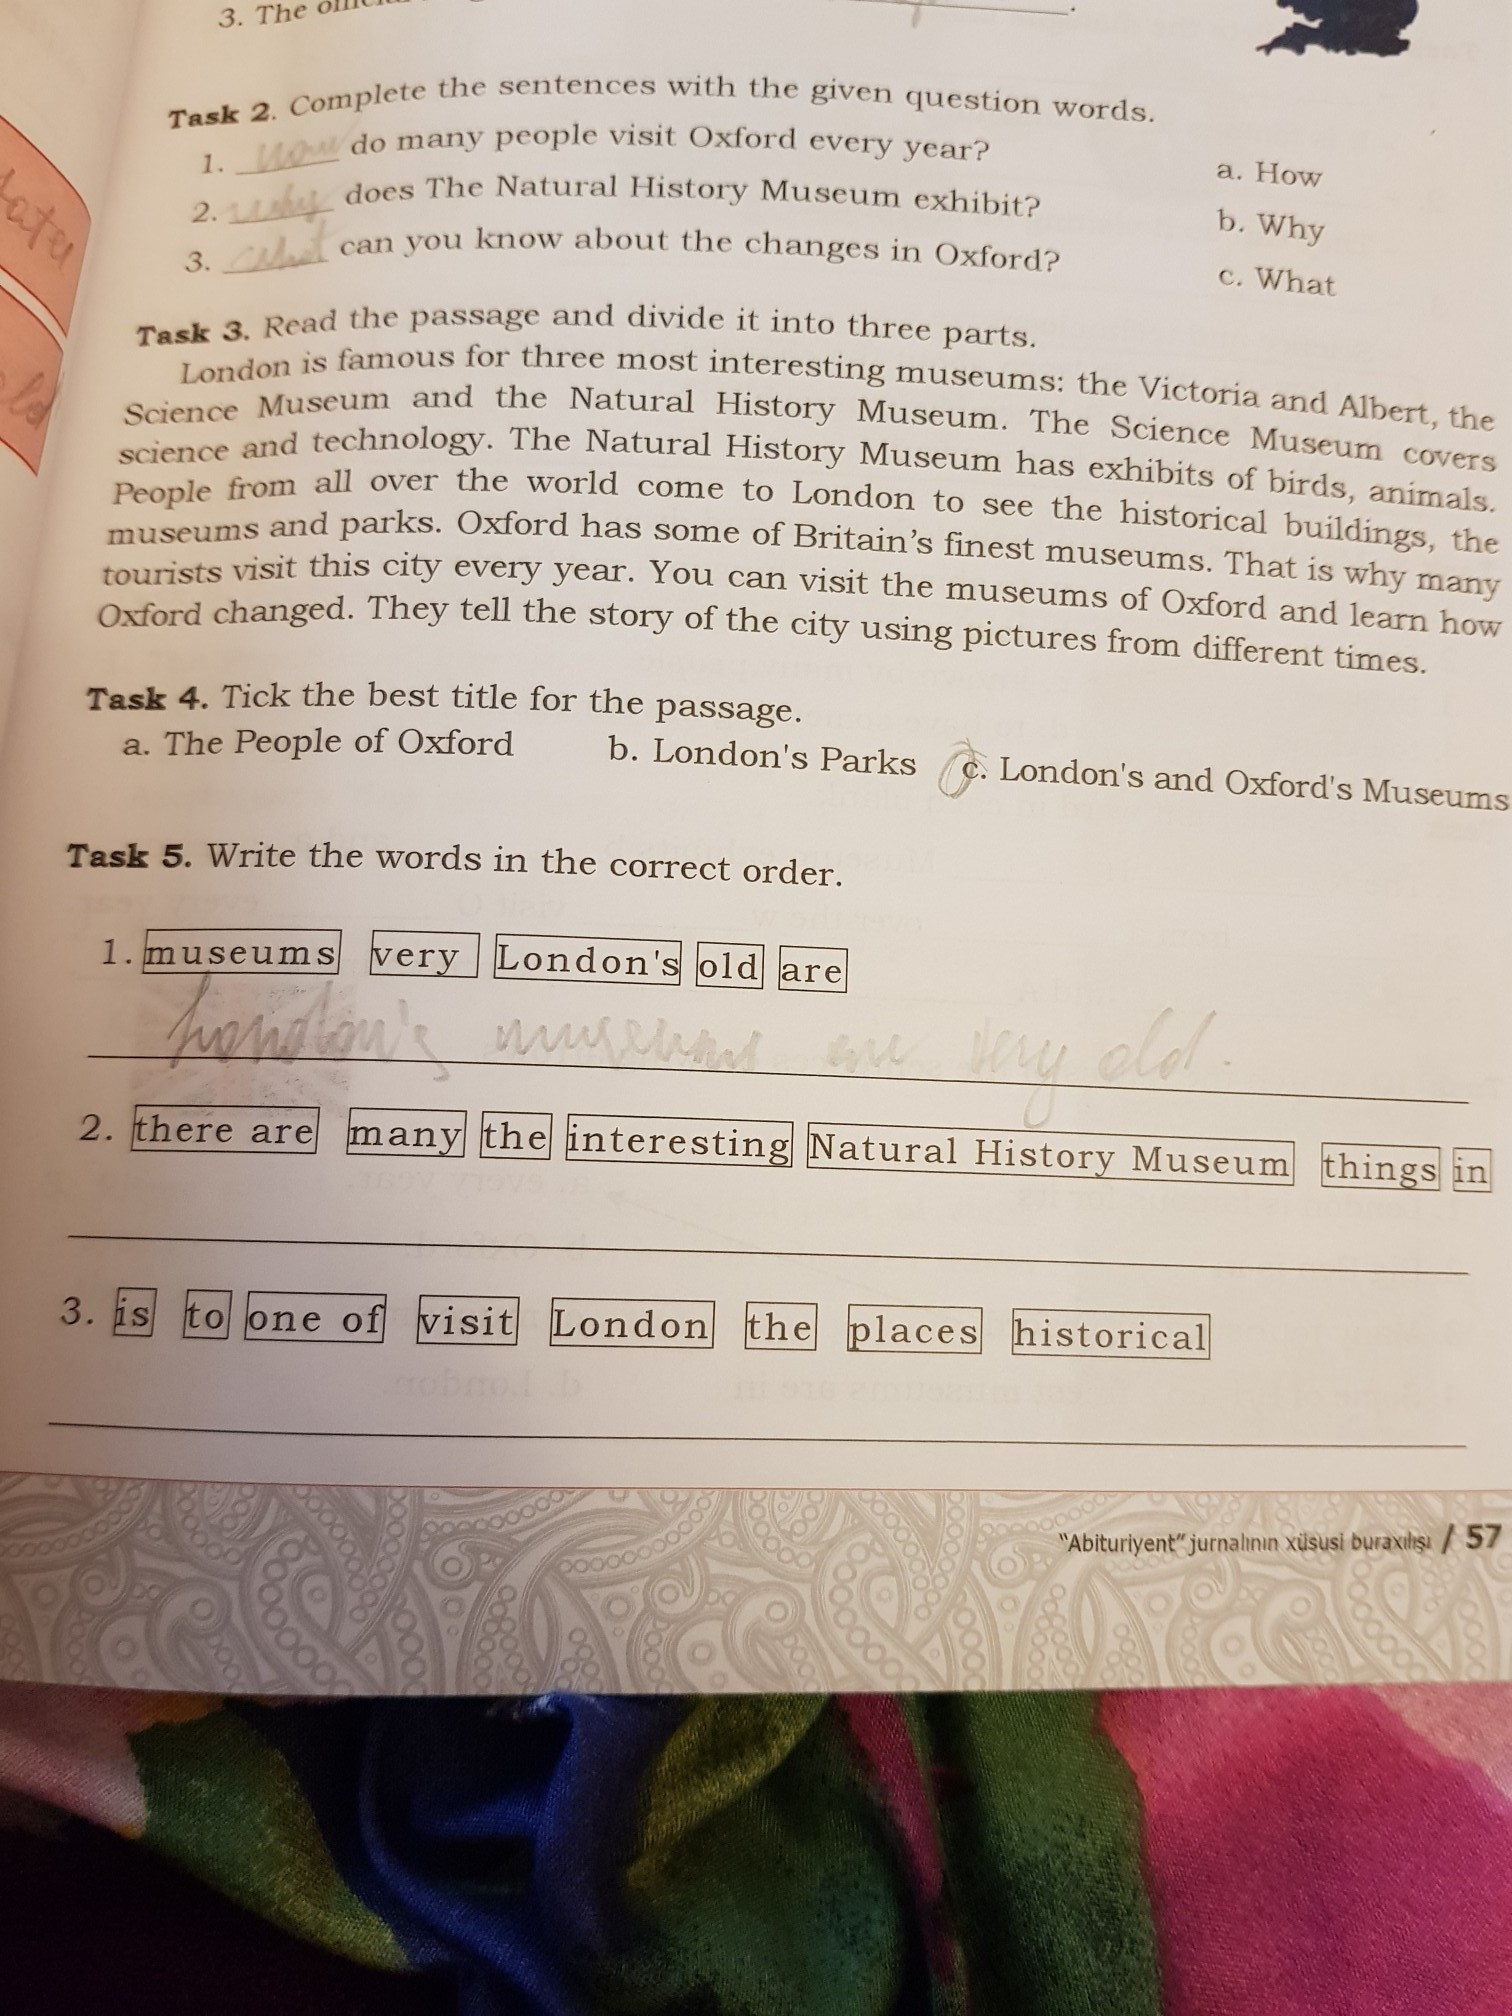 3. The
Task 2. Complete the sentences with the given question words.
1. How do many people visit Oxford every year?
a. How
2. why does The Natural History Museum exhibit?
b. Why
3. What can you know about the changes in Oxford?
c. What
Task 3. Read the passage and divide it into three parts.
London is famous for three most interesting museums: the Victoria and Albert, the
Science Museum and the Natural History Museum. The Science Museum covers
science and technology. The Natural History Museum has exhibits of birds, animals.
People from all over the world come to London to see the historical buildings, the
museums and parks. Oxford has some of Britain's finest museums. That is why many
tourists visit this city every year. You can visit the museums of Oxford and learn how
Oxford changed. They tell the story of the city using pictures from different times.
Task 4. Tick the best title for the passage.
a. The People of Oxford b. London's Parks c. London's and Oxford's Museums
Task 5. Write the words in the correct order.
1. museums very London's old are
London's museums are very old.
2. there are many the interesting Natural History Museum things in
3. is to one of visit London the places historical
"Abituriyent" jurnalının xüsusi buraxılışı / 57